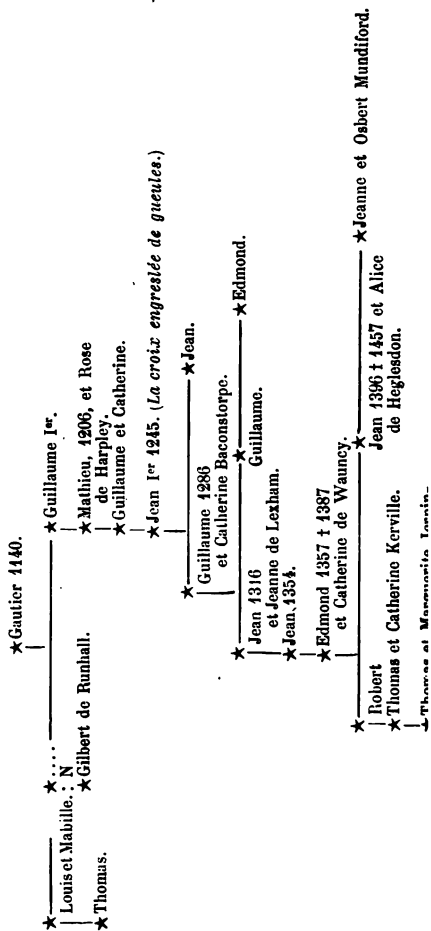 ★Gautier 1140.
★
★....
★Guillaume Ier.
Louis et Mabille. : N
★Thomas.
★Gilbert de Runhall.
★Mathieu, 1206, et Rose
de Harpley.
★Guillaume et Catherine.
★Jean Ier 1245. (La croix engreslée de gueules.)
★
★Jean.
Guillaume 1286
et Catherine Baconstorpe.
★
★
★Edmond.
Jean 1316
et Jeanne de Lexham.
Guillaume.
★Jean, 1354.
★Edmond 1357 † 1387
et Catherine de Wauncy.
★
★
★Jeanne et Osbert Mundiford.
Robert
Jean 1396 † 1457 et Alice
de Heglesdon.
★Thomas et Catherine Kerville.
★Thomas et Marguerite